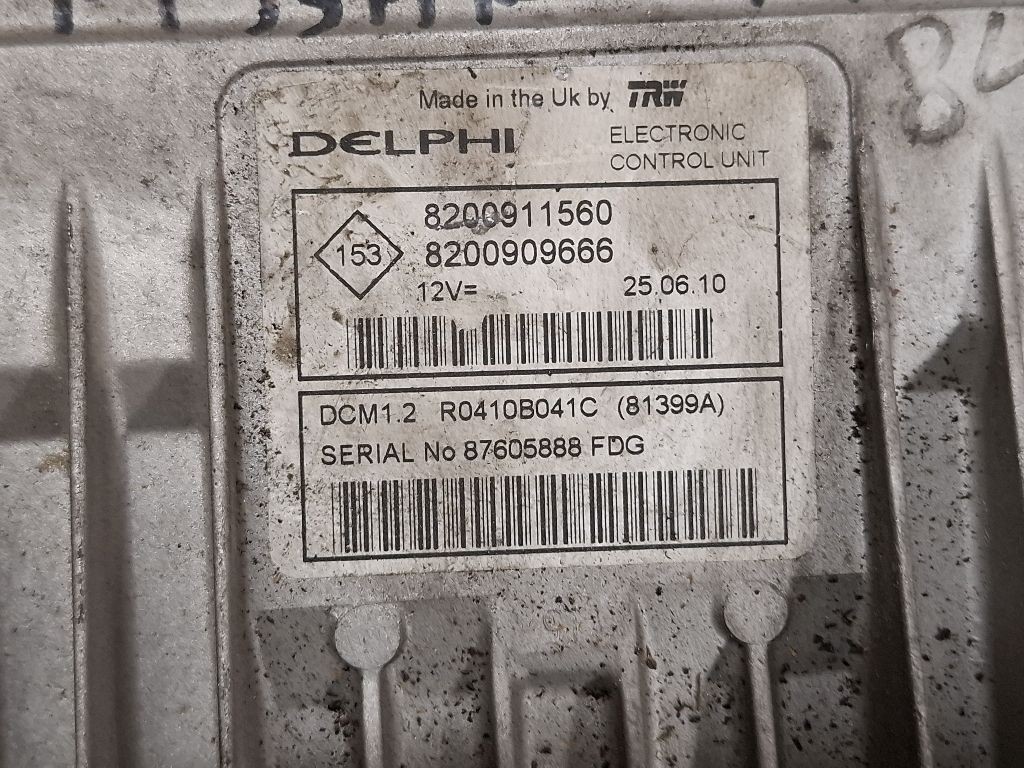 Made in the Uk by TRW
DELPHI
ELECTRONIC
CONTROL UNIT
8200911560
153
8200909666
12V=
25.06.10
DCM1.2 R0410B041C (81399A)
SERIAL No 87605888 FDG